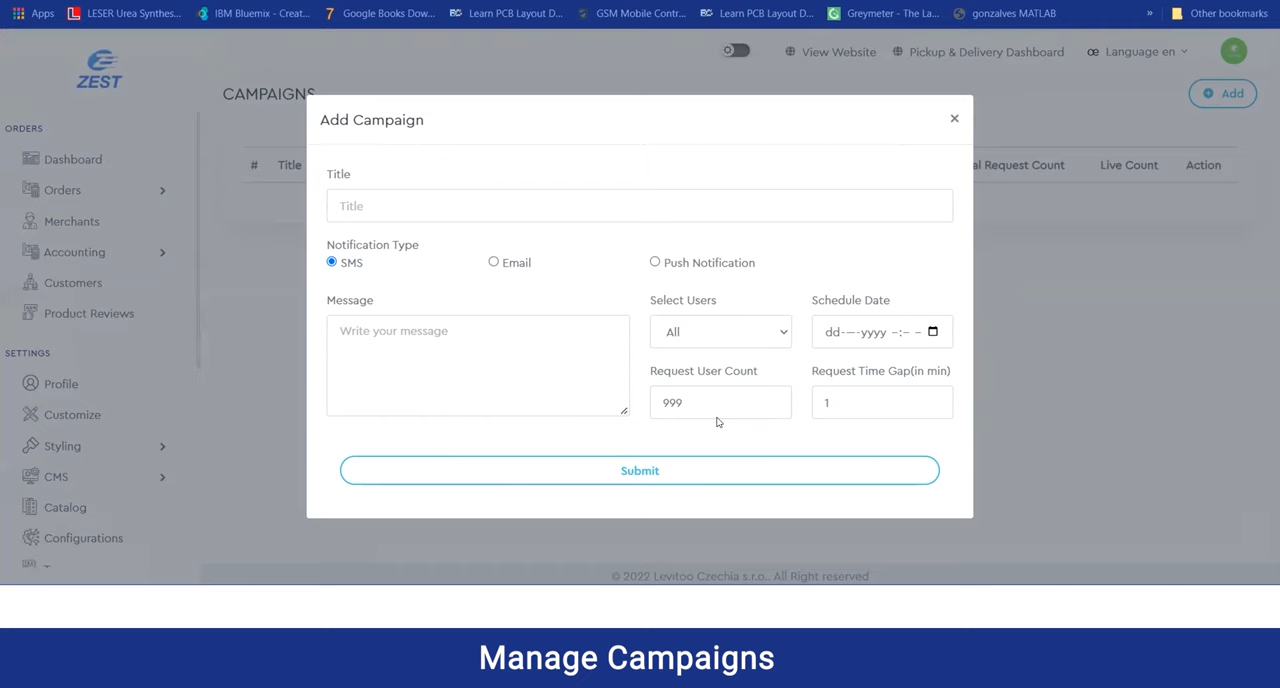 Apps LESER Urea Synthes... IBM Bluemix - Creat... Google Books Dow... Learn PCB Layout D... GSM Mobile Contr... Learn PCB Layout D... Greymeter - The La... gonzalves MATLAB » Other bookmarks
ZEST
View Website Pickup & Delivery Dashboard Language en
CAMPAIGNS
Add
ORDERS
Dashboard
Orders
Merchants
Accounting
Customers
Product Reviews
SETTINGS
Profile
Customize
Styling
CMS
Catalog
Configurations
# Title al Request Count Live Count Action
Add Campaign ×
Title
Title
Notification Type
SMS Email Push Notification
Message Select Users Schedule Date
Write your message All dd-—-yyyy --:-- --
Request User Count Request Time Gap(in min)
999 1
Submit
© 2022 Levitoo Czechia s.r.o.. All Right reserved
Manage Campaigns